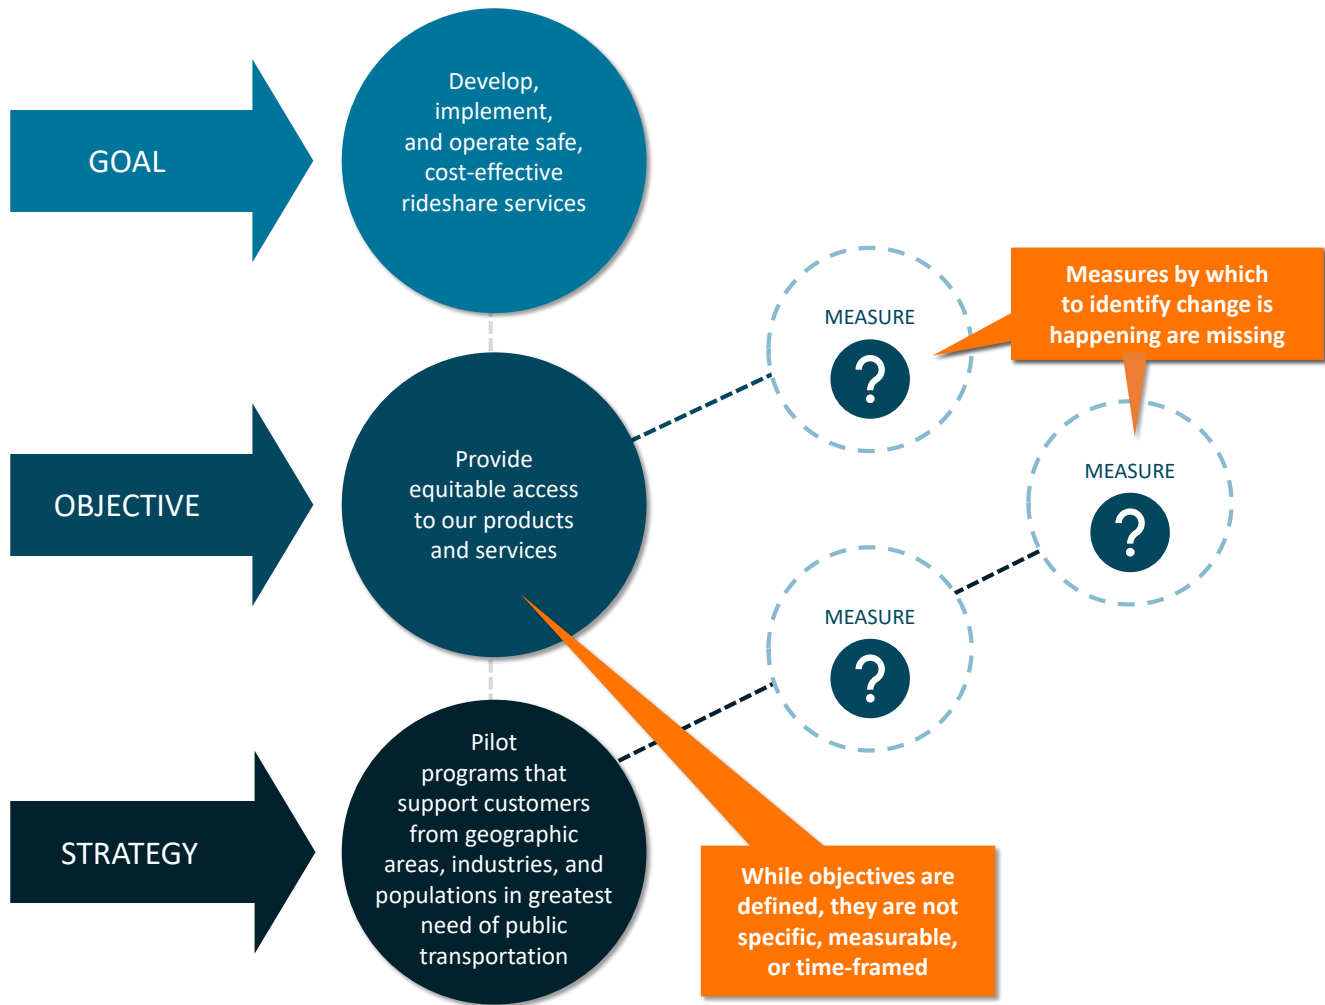 GOAL
Develop,
implement,
and operate safe,
cost-effective
rideshare services
MEASURE
?
Measures by which
to identify change is
happening are missing
OBJECTIVE
Provide
equitable access
to our products
and services
MEASURE
?
MEASURE
?
STRATEGY
Pilot
programs that
support customers
from geographic
areas, industries, and
populations in greatest
need of public
transportation
While objectives are
defined, they are not
specific, measurable,
or time-framed